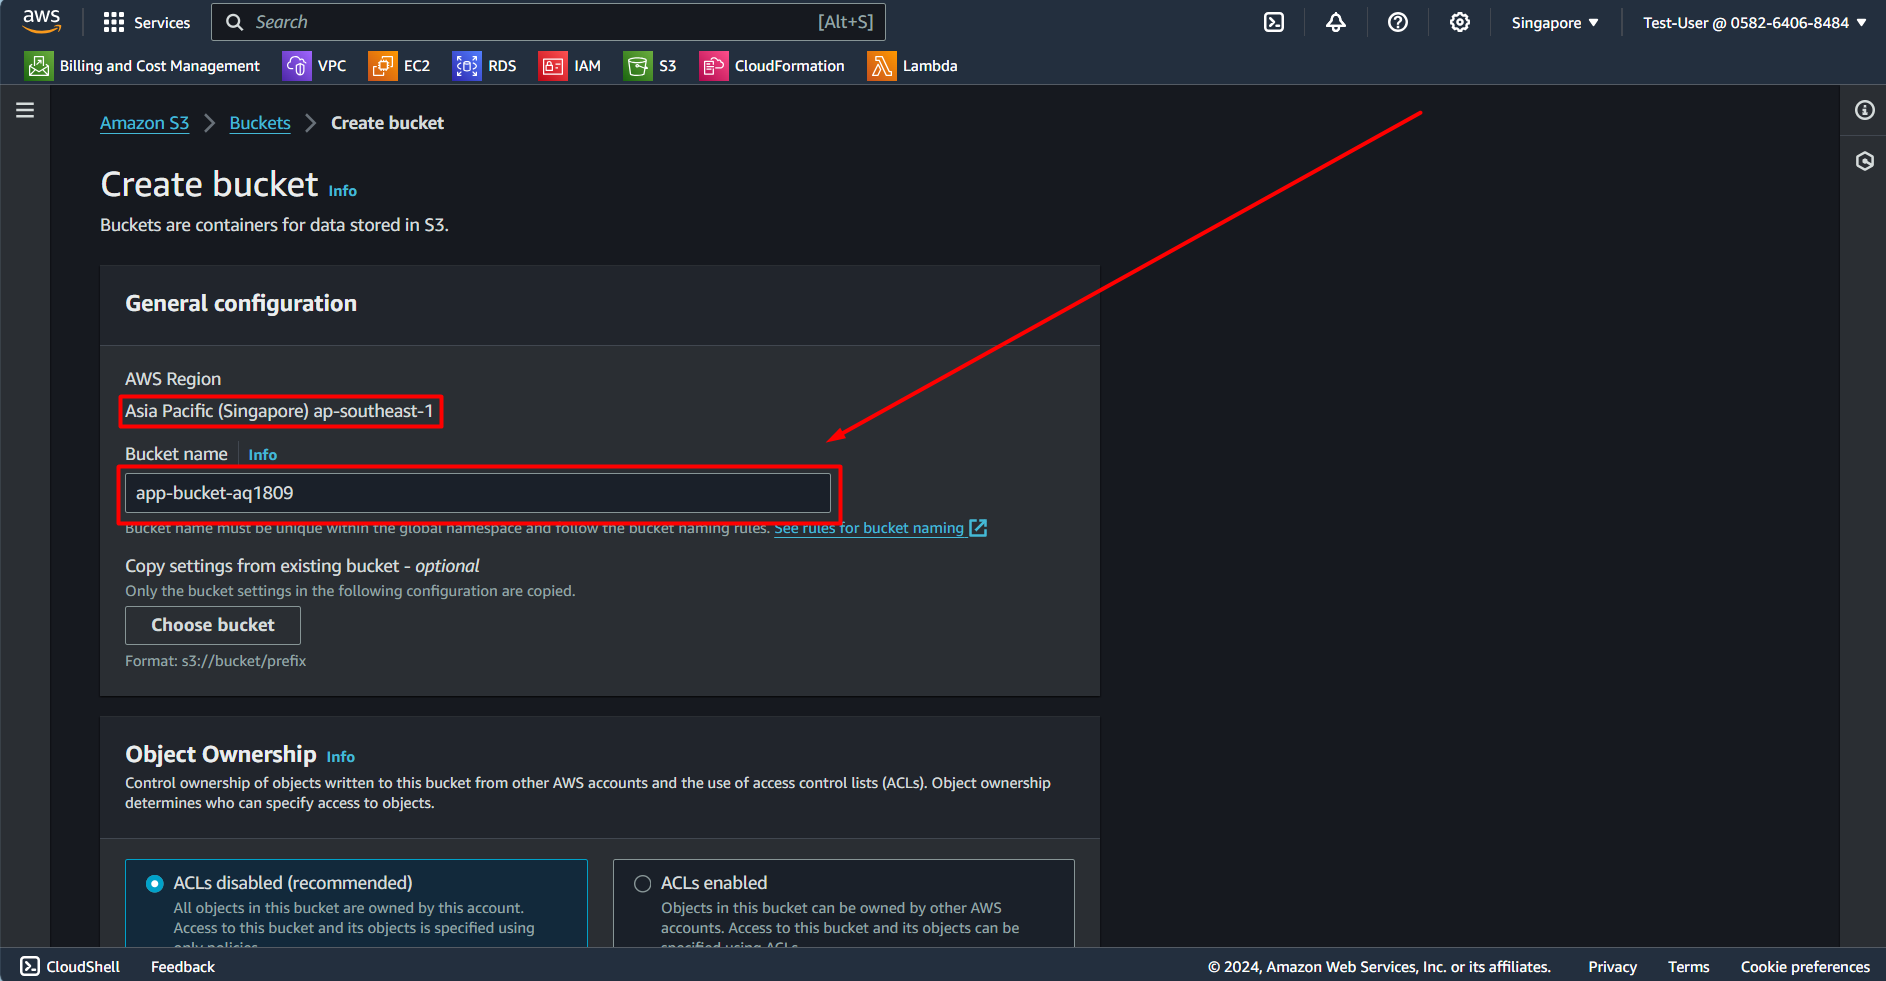 aws
Services
Search [Alt+S]
Singapore
Test-User @ 0582-6406-8484
Billing and Cost Management
VPC
EC2
RDS
IAM
S3
CloudFormation
Lambda
Amazon S3
Buckets
Create bucket
Create bucket Info
Buckets are containers for data stored in S3.
General configuration
AWS Region
Asia Pacific (Singapore) ap-southeast-1
Bucket name Info
app-bucket-aq1809
Bucket name must be unique within the global namespace and follow the bucket naming rules. See rules for bucket naming
Copy settings from existing bucket - optional
Only the bucket settings in the following configuration are copied.
Choose bucket
Format: s3://bucket/prefix
Object Ownership Info
Control ownership of objects written to this bucket from other AWS accounts and the use of access control lists (ACLs). Object ownership
determines who can specify access to objects.
ACLs disabled (recommended)
All objects in this bucket are owned by this account.
Access to this bucket and its objects is specified using
only policies.
ACLs enabled
Objects in this bucket can be owned by other AWS
accounts. Access to this bucket and its objects can be
specified using ACLs.
CloudShell
Feedback
© 2024, Amazon Web Services, Inc. or its affiliates.
Privacy
Terms
Cookie preferences